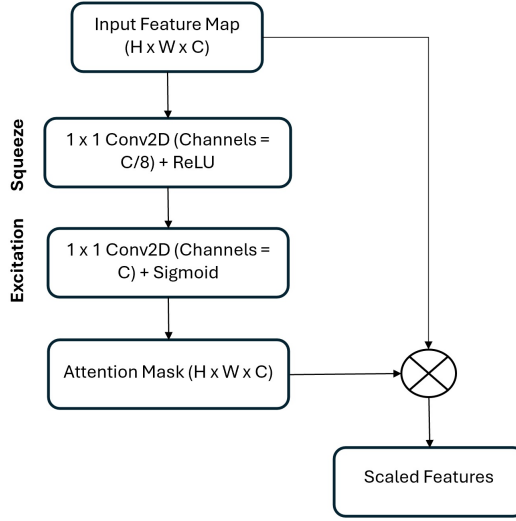 Input Feature Map
(H x W x C)
Squeeze
1 x 1 Conv2D (Channels =
C/8) + ReLU
Excitation
1 x 1 Conv2D (Channels =
C) + Sigmoid
Attention Mask (H x W x C)
Scaled Features